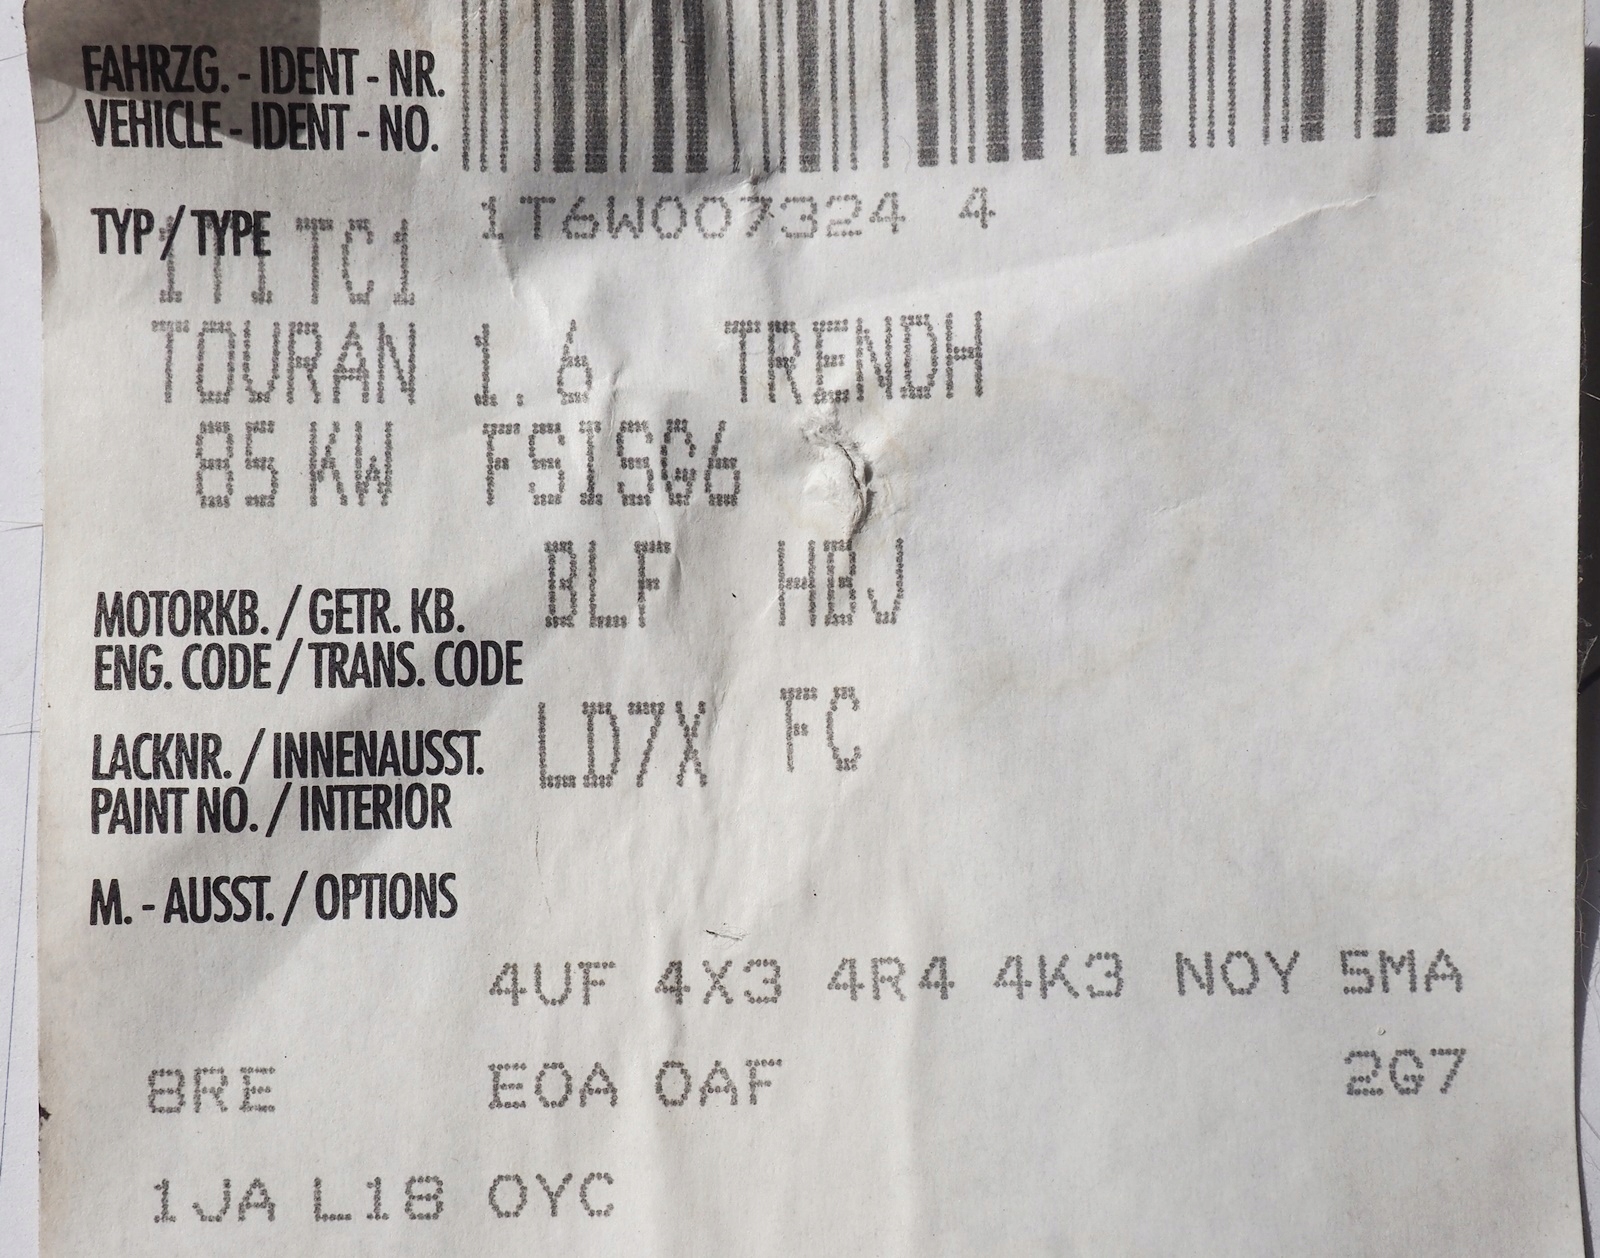 FAHRZG. - IDENT - NR.
VEHICLE - IDENT - NO.
1T6W007324 4
TYP / TYPE
1T1TC1
TOURAN 1.6 TRENDH
85 KW FSISG6
BLF HBJ
MOTORKB. / GETR. KB.
ENG. CODE / TRANS. CODE
LD7X FC
LACKNR. / INNENAUSST.
PAINT NO. / INTERIOR
M. - AUSST. / OPTIONS
4UF 4X3 4R4 4K3 N0Y 5MA
8RE E0A 0AF 2G7
1JA L18 0YC